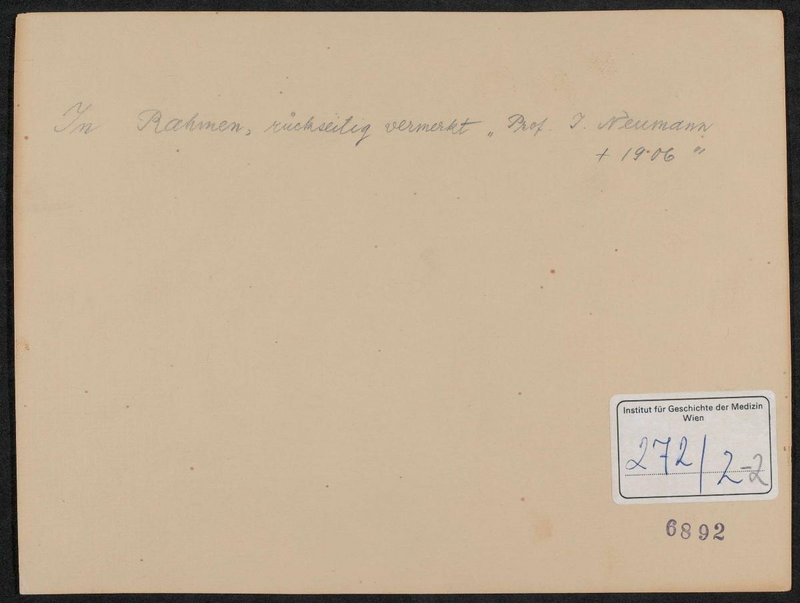 In Rahmen, rückseitig vermerkt „Prof. I. Neumann
† 1906“
Institut für Geschichte der Medizin
Wien
272/2-2
6892